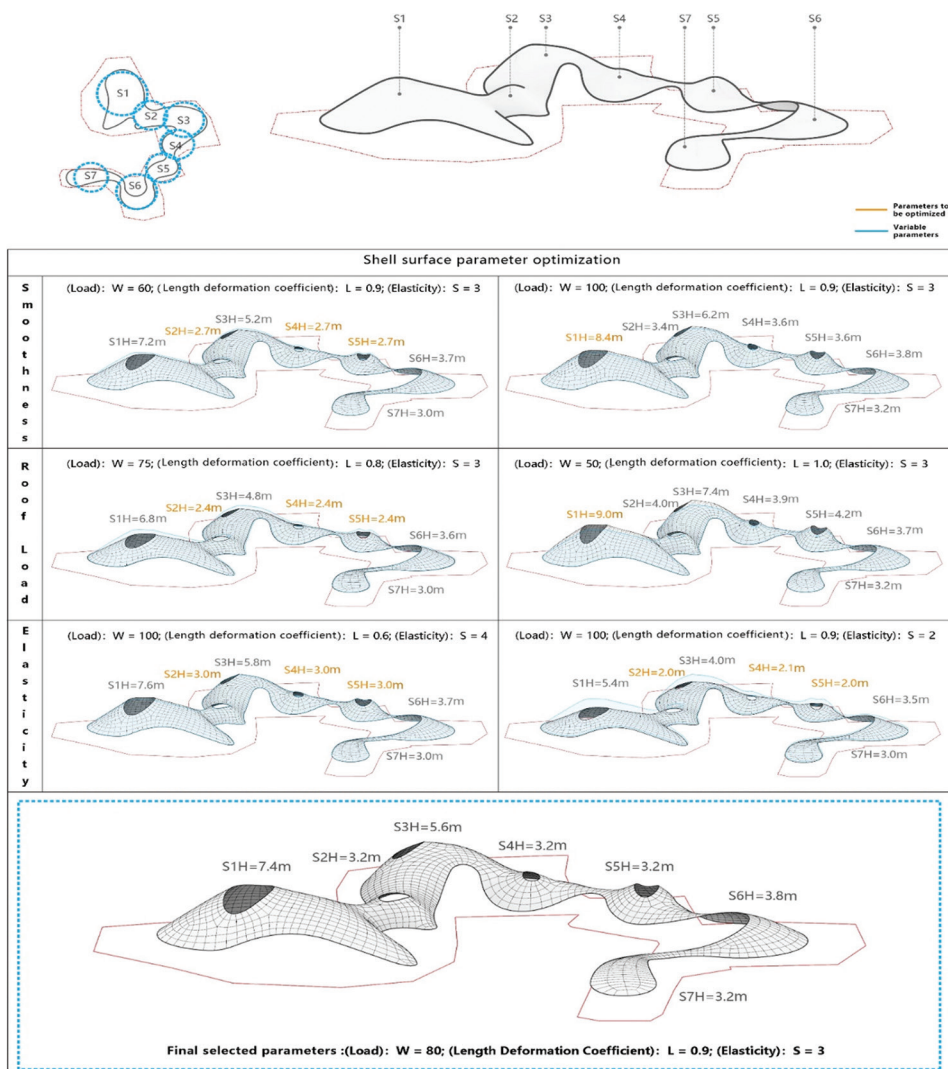 S1
S2
S3
S4
S7
S5
S6
S1
S2
S3
S4
S5
S6
S7
Parameters to
be optimized
Variable
parameters
Shell surface parameter optimization
Smoothness
(Load): W = 60; (Length deformation coefficient): L = 0.9; (Elasticity): S = 3
S3H=5.2m
S2H=2.7m
S4H=2.7m
S1H=7.2m
S5H=2.7m
S6H=3.7m
S7H=3.0m
(Load): W = 100; (Length deformation coefficient): L = 0.9; (Elasticity): S = 3
S3H=6.2m
S2H=3.4m
S4H=3.6m
S1H=8.4m
S5H=3.6m
S6H=3.8m
S7H=3.2m
Roof Load
(Load): W = 75; (Length deformation coefficient): L = 0.8; (Elasticity): S = 3
S3H=4.8m
S2H=2.4m
S4H=2.4m
S1H=6.8m
S5H=2.4m
S6H=3.6m
S7H=3.0m
(Load): W = 50; (Length deformation coefficient): L = 1.0; (Elasticity): S = 3
S3H=7.4m
S2H=4.0m
S4H=3.9m
S1H=9.0m
S5H=4.2m
S6H=3.7m
S7H=3.2m
Elasticity
(Load): W = 100; (Length deformation coefficient): L = 0.6; (Elasticity): S = 4
S3H=5.8m
S2H=3.0m
S4H=3.0m
S1H=7.6m
S5H=3.0m
S6H=3.7m
S7H=3.0m
(Load): W = 100; (Length deformation coefficient): L = 0.9; (Elasticity): S = 2
S3H=4.0m
S2H=2.0m
S4H=2.1m
S1H=5.4m
S5H=2.0m
S6H=3.5m
S7H=3.0m
S3H=5.6m
S2H=3.2m
S4H=3.2m
S1H=7.4m
S5H=3.2m
S6H=3.8m
S7H=3.2m
Final selected parameters :(Load): W = 80; (Length Deformation Coefficient): L = 0.9; (Elasticity): S = 3